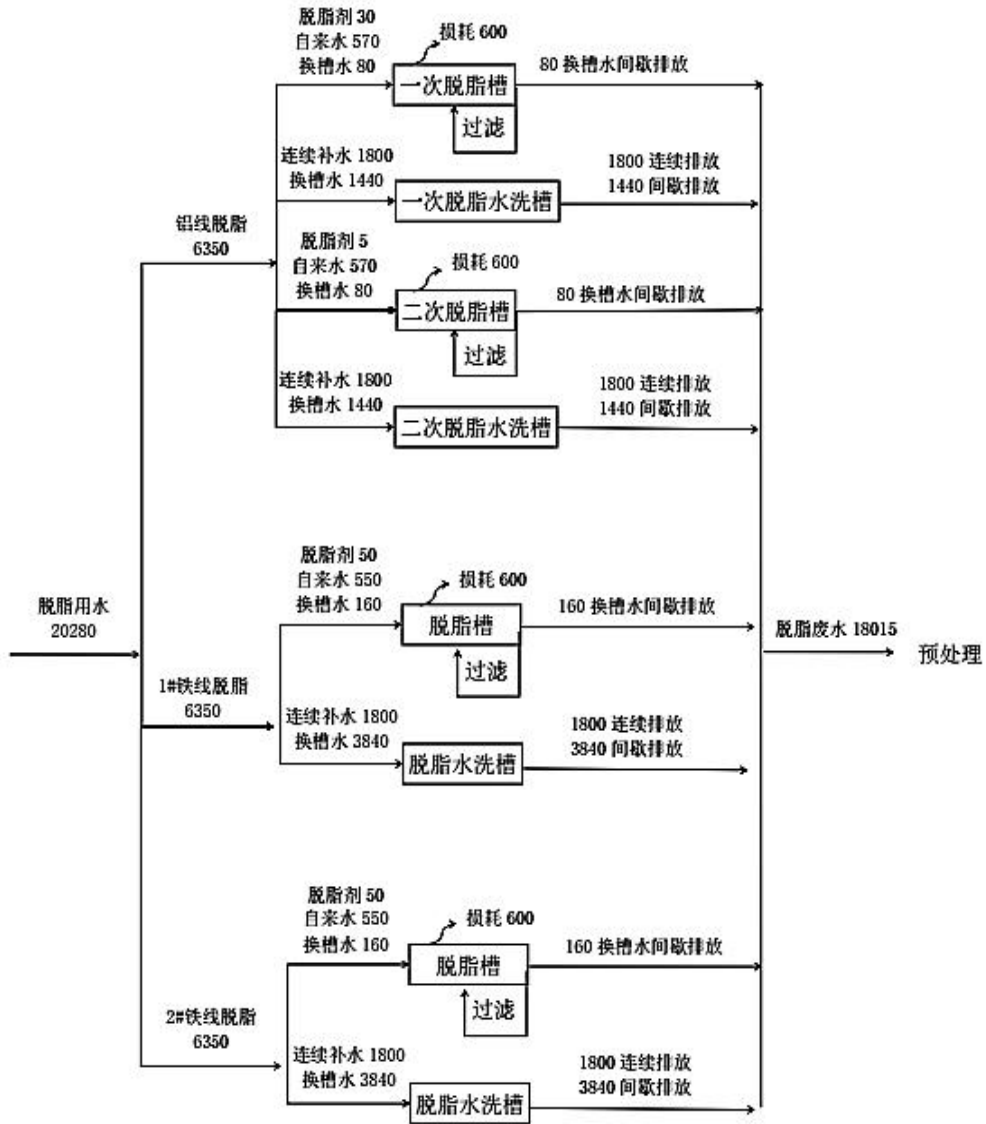 脱脂剂 30
自来水 570
换槽水 80
损耗 600
一次脱脂槽
过滤
80 换槽水间歇排放
连续补水 1800
换槽水 1440
一次脱脂水洗槽
1800 连续排放
1440 间歇排放
铝线脱脂
6350
脱脂剂 5
自来水 570
换槽水 80
损耗 600
二次脱脂槽
过滤
80 换槽水间歇排放
连续补水 1800
换槽水 1440
二次脱脂水洗槽
1800 连续排放
1440 间歇排放
脱脂用水
20280
脱脂剂 50
自来水 550
换槽水 160
损耗 600
脱脂槽
过滤
160 换槽水间歇排放
脱脂废水 18015
预处理
1#铁线脱脂
6350
连续补水 1800
换槽水 3840
脱脂水洗槽
1800 连续排放
3840 间歇排放
脱脂剂 50
自来水 550
换槽水 160
损耗 600
脱脂槽
过滤
160 换槽水间歇排放
2#铁线脱脂
6350
连续补水 1800
换槽水 3840
脱脂水洗槽
1800 连续排放
3840 间歇排放